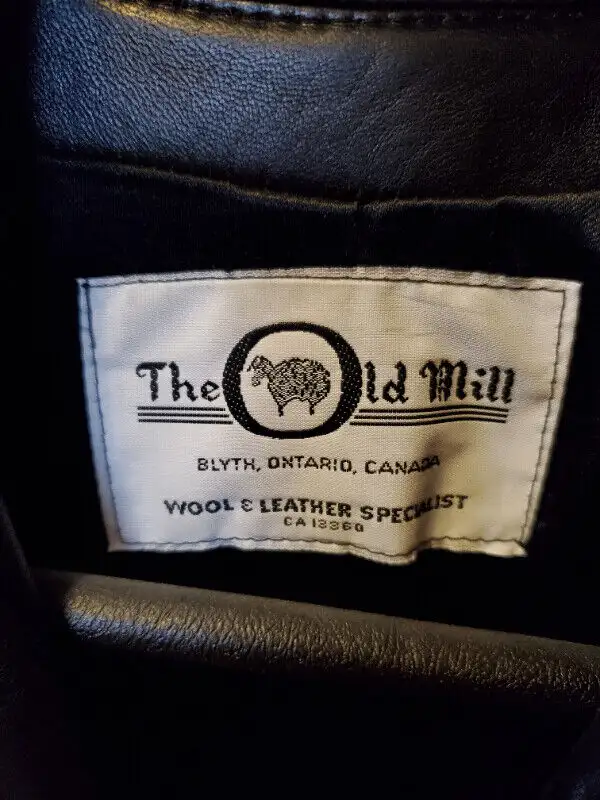 The Old Mill
BLYTH, ONTARIO, CANADA
WOOL & LEATHER SPECIALIST
CA 13360